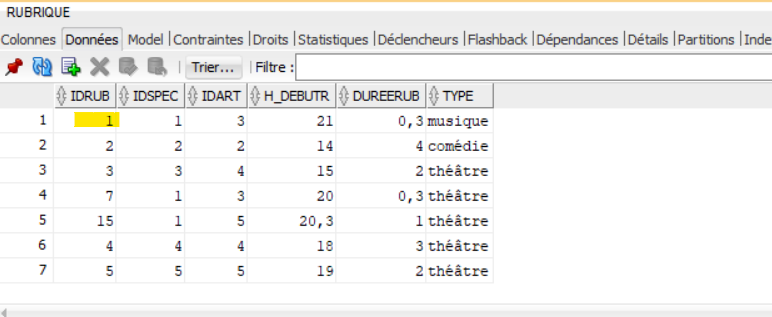 RUBRIQUE
Colonnes Données Model |Contraintes |Droits |Statistiques |Déclencheurs |Flashback |Dépendances |Détails |Partitions |Inde
Trier... Filtre :
IDRUB IDSPEC IDART H_DEBUTR DUREERUB TYPE
1 1 1 3 21 0,3 musique
2 2 2 2 14 4 comédie
3 3 3 4 15 2 théâtre
4 7 1 3 20 0,3 théâtre
5 15 1 5 20,3 1 théâtre
6 4 4 4 18 3 théâtre
7 5 5 5 19 2 théâtre